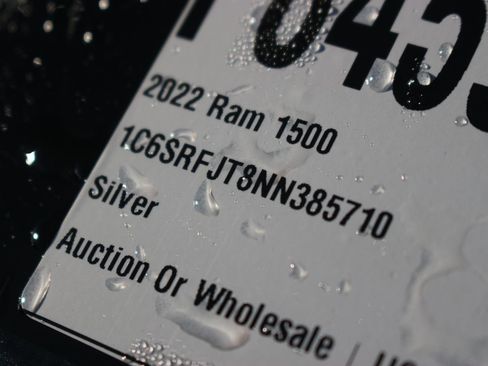 2022 Ram 1500
1C6SRFJT8NN385710
Silver
Auction Or Wholesale |